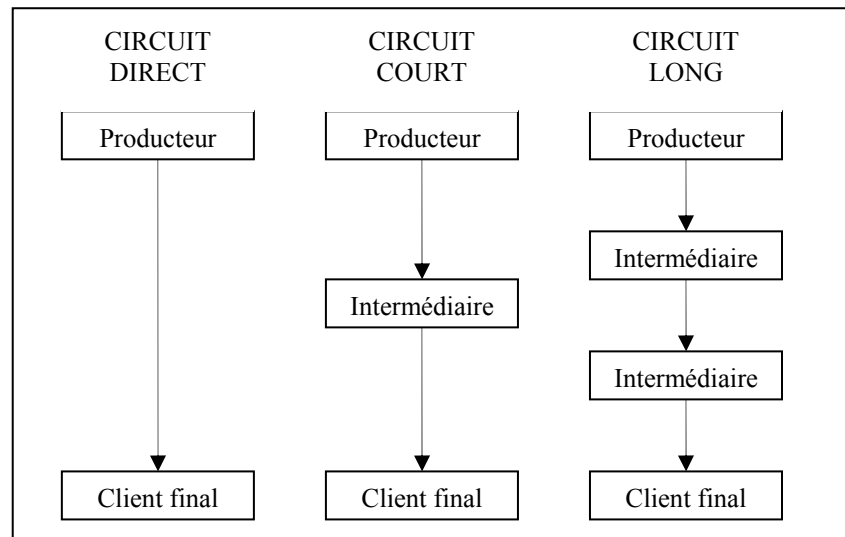 CIRCUIT
DIRECT
Producteur
Client final
CIRCUIT
COURT
Producteur
Intermédiaire
Client final
CIRCUIT
LONG
Producteur
Intermédiaire
Intermédiaire
Client final